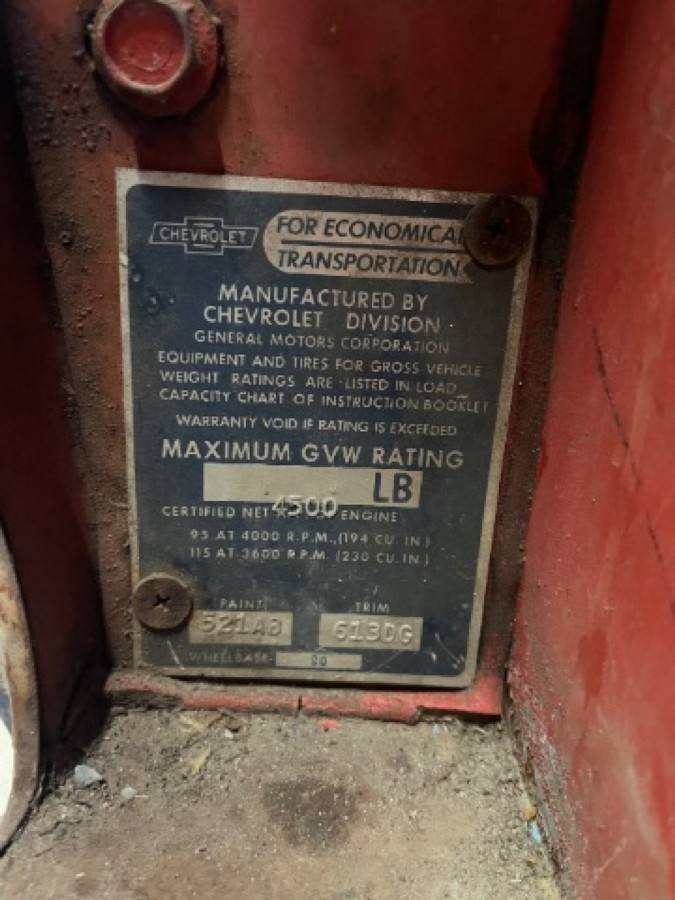 CHEVROLET
FOR ECONOMICAL
TRANSPORTATION
MANUFACTURED BY
CHEVROLET DIVISION
GENERAL MOTORS CORPORATION
EQUIPMENT AND TIRES FOR GROSS VEHICLE
WEIGHT RATINGS ARE LISTED IN LOAD
CAPACITY CHART OF INSTRUCTION BOOKLET
WARRANTY VOID IF RATING IS EXCEEDED
MAXIMUM GVW RATING
LB
4500
CERTIFIED NET ENGINE
95 AT 4000 R.P.M., (194 CU. IN.)
115 AT 3600 R.P.M. (230 CU. IN.)
PAINT TRIM
521AB 613DG
WHEELBASE- 90